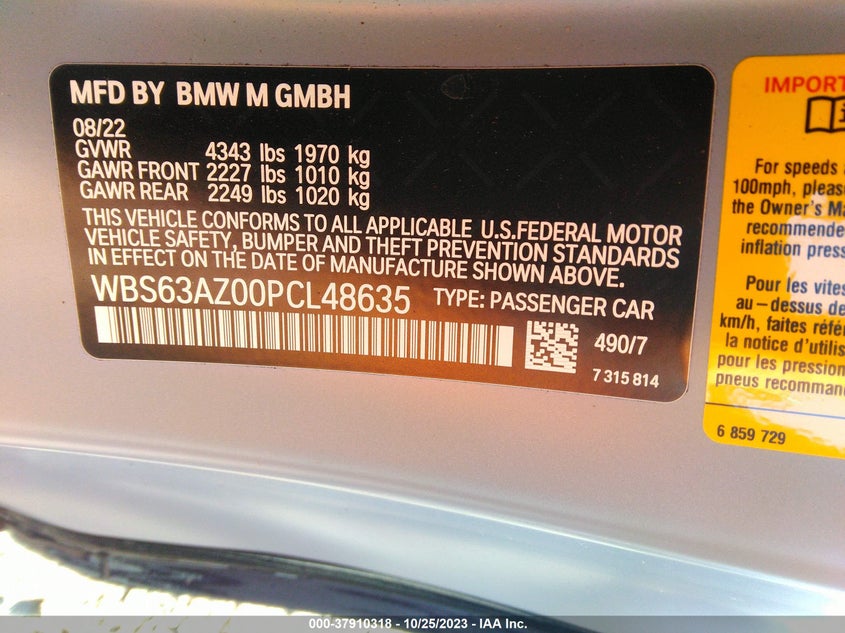 MFD BY BMW M GMBH
08/22
GVWR 4343 lbs 1970 kg
GAWR FRONT 2227 lbs 1010 kg
GAWR REAR 2249 lbs 1020 kg
THIS VEHICLE CONFORMS TO ALL APPLICABLE U.S.FEDERAL MOTOR
VEHICLE SAFETY, BUMPER AND THEFT PREVENTION STANDARDS
IN EFFECT ON THE DATE OF MANUFACTURE SHOWN ABOVE.
WBS63AZ00PCL48635 TYPE: PASSENGER CAR
490/7
7 315 814
IMPORT
For speeds
100mph, please
the Owner's Ma
recommende
inflation press
Pour les vites
au – dessus de
km/h, faites référ
la notice d'utilis
pour les pression
pneus recomman
6 859 729
000-37910318 - 10/25/2023 - IAA Inc.